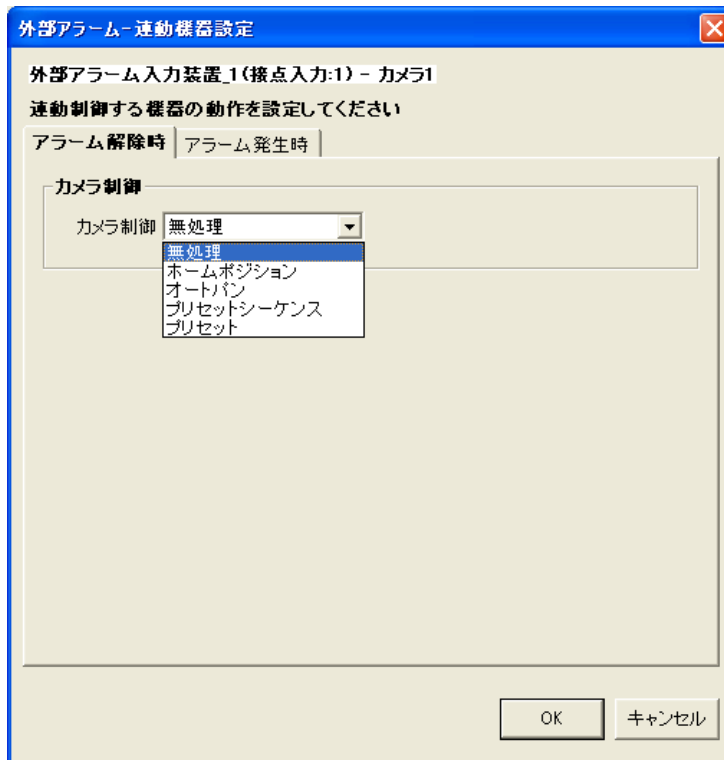 外部アラーム-連動機器設定
外部アラーム入力装置_1(接点入力:1) - カメラ1
連動制御する機器の動作を設定してください
アラーム解除時 アラーム発生時
カメラ制御
カメラ制御 無処理
無処理
ホームポジション
オートパン
プリセットシーケンス
プリセット
OK キャンセル